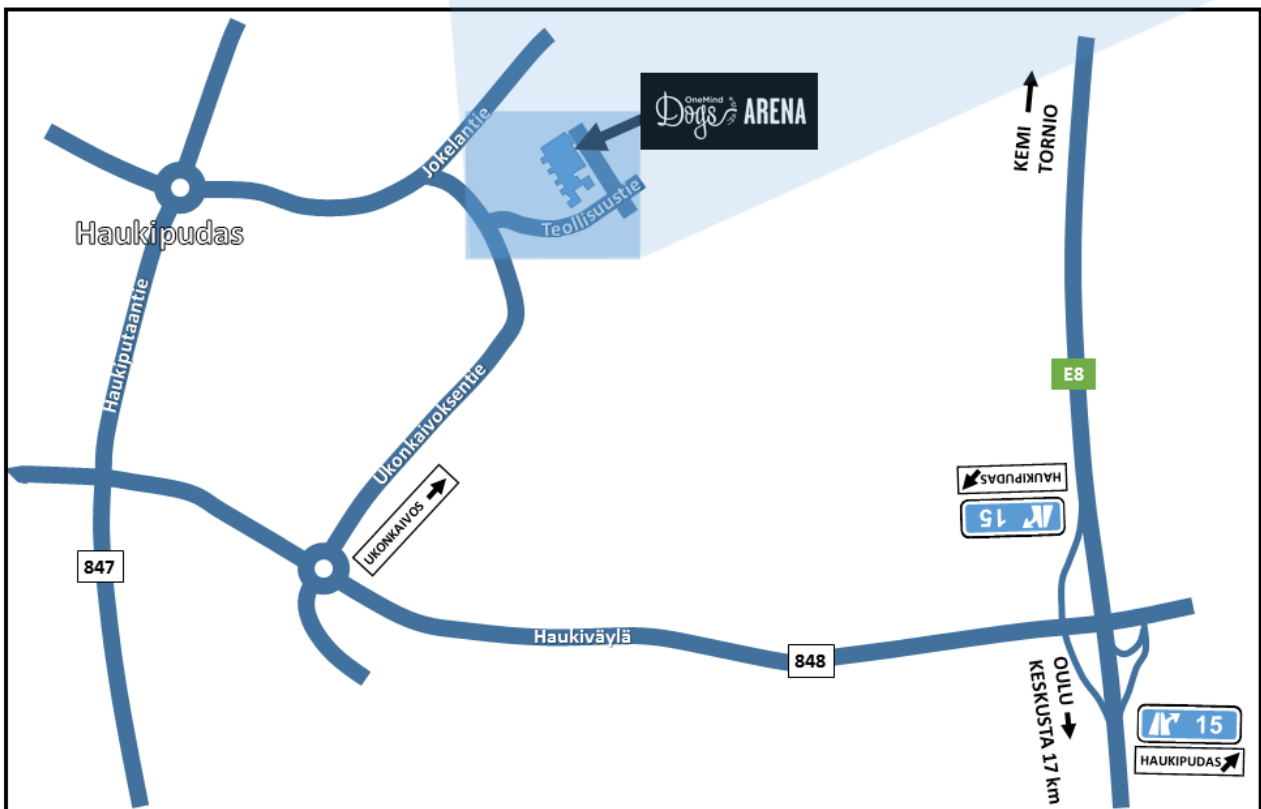 OneMind
Dogs ARENA
KEMI
TORNIO
Jokelantie
Teollisuustie
Haukipudas
Haukiputaantie
E8
Ukonkaivoksentie
HAUKIPUDAS
15
UKONKAIVOS
847
Haukiväylä
848
OULU
KESKUSTA 17 km
15
HAUKIPUDAS